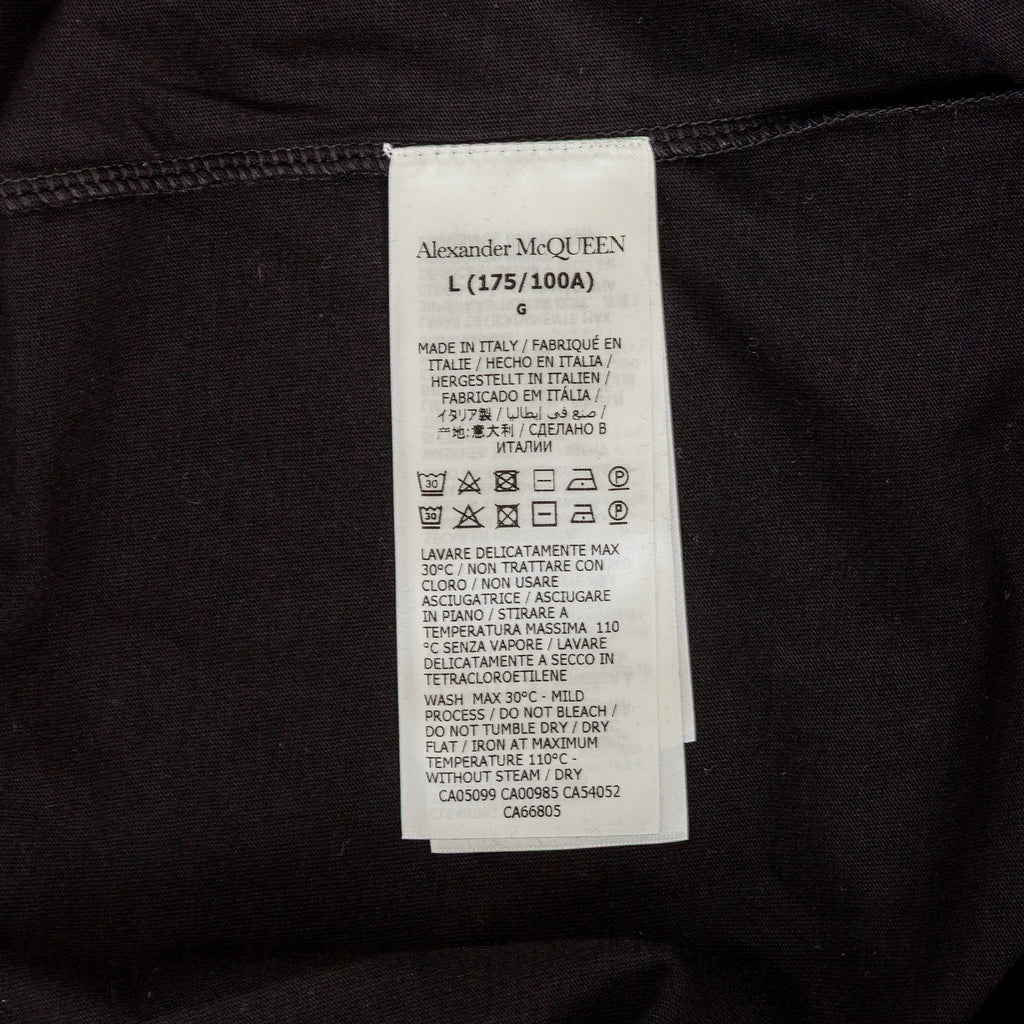 Alexander McQUEEN
L (175/100A)
G
MADE IN ITALY / FABRIQUÉ EN
ITALIE / HECHO EN ITALIA /
HERGESTELLT IN ITALIEN /
FABRICADO EM ITÁLIA /
イタリア製 / صنع في إيطاليا /
产地:意大利 / СДЕЛАНО В
ИТАЛИИ
30
P
30
P
LAVARE DELICATAMENTE MAX
30°C / NON TRATTARE CON
CLORO / NON USARE
ASCIUGATRICE / ASCIUGARE
IN PIANO / STIRARE A
TEMPERATURA MASSIMA 110
°C SENZA VAPORE / LAVARE
DELICATAMENTE A SECCO IN
TETRACLOROETILENE
WASH MAX 30°C - MILD
PROCESS / DO NOT BLEACH /
DO NOT TUMBLE DRY / DRY
FLAT / IRON AT MAXIMUM
TEMPERATURE 110°C -
WITHOUT STEAM / DRY
CA05099 CA00985 CA54052
CA66805